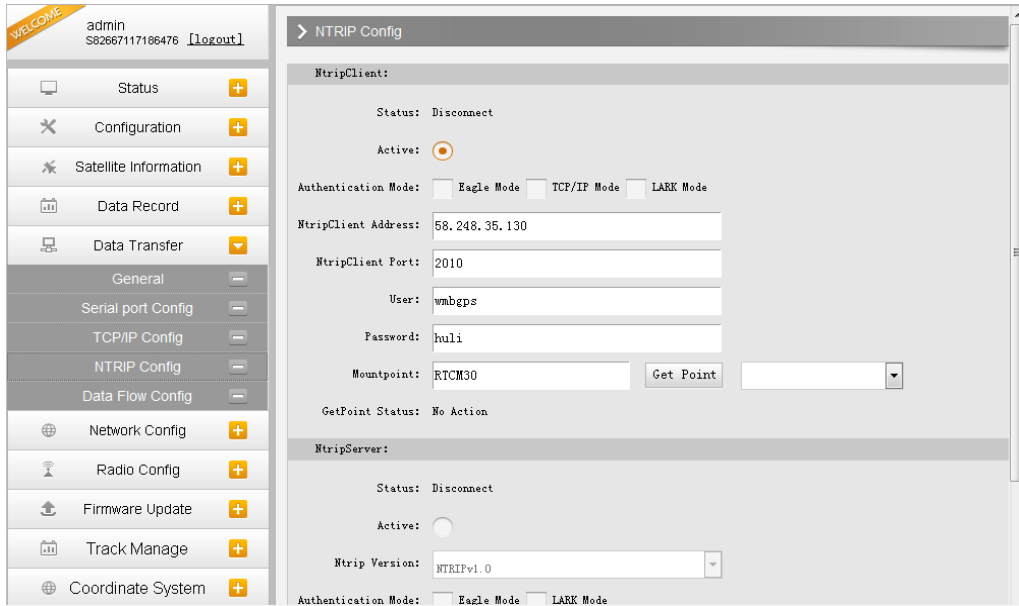 WELCOME
admin
S82667117186476 [logout]
Status
Configuration
Satellite Information
Data Record
Data Transfer
General
Serial port Config
TCP/IP Config
NTRIP Config
Data Flow Config
Network Config
Radio Config
Firmware Update
Track Manage
Coordinate System
NTRIP Config
NtripClient:
Status: Disconnect
Active:
Authentication Mode: Eagle Mode TCP/IP Mode LARK Mode
NtripClient Address: 58.248.35.130
NtripClient Port: 2010
User: wmbgps
Password: huli
Mountpoint: RTCM30 Get Point
GetPoint Status: No Action
NtripServer:
Status: Disconnect
Active:
Ntrip Version: NTRIPv1.0
Authentication Mode: Eagle Mode LARK Mode